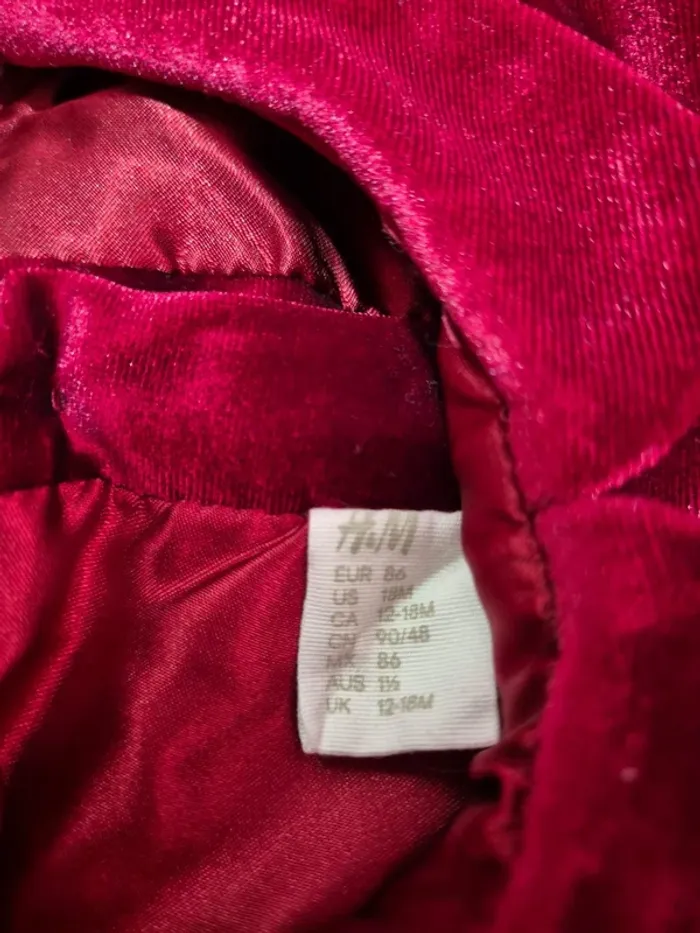 H&M
EUR 86
US 18M
CA 12-18M
CN 90/48
MX 86
AUS 1½
UK 12-18M